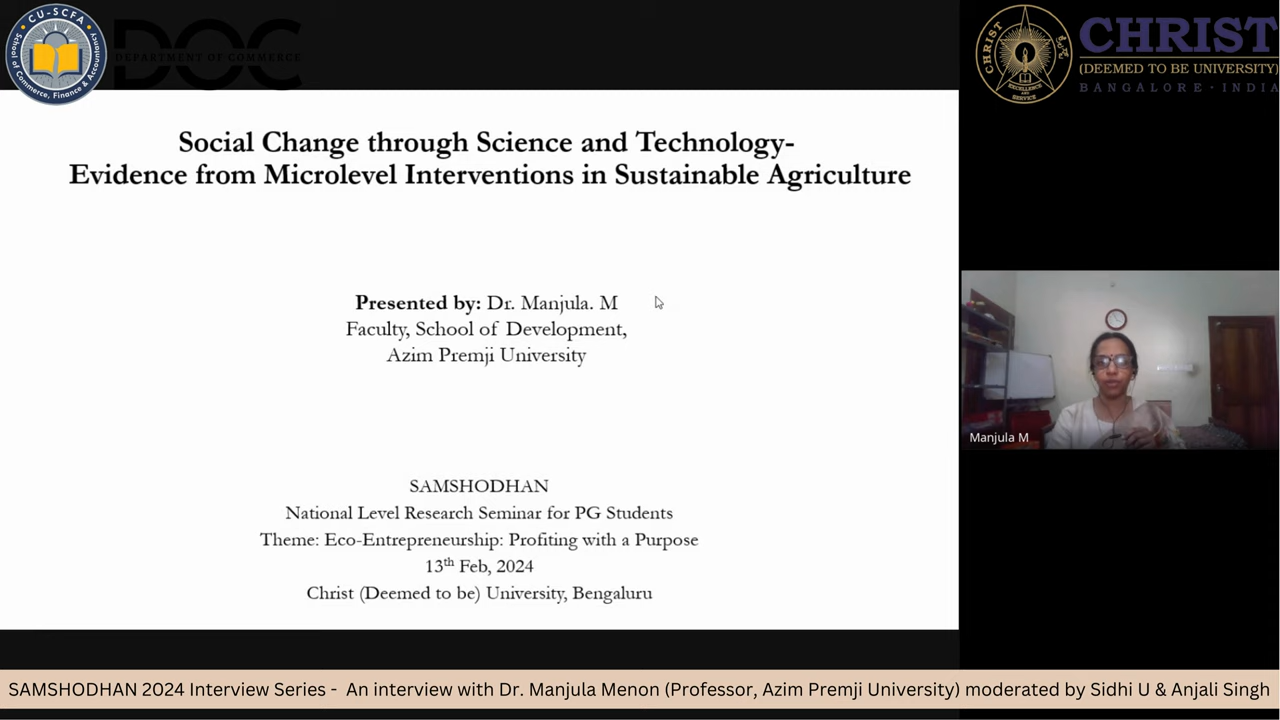 CU-SCFA
School of Commerce, Finance & Accountancy
DOC
DEPARTMENT OF COMMERCE
CHRIST
EXCELLENCE AND SERVICE
CHRIST
(DEEMED TO BE UNIVERSITY)
BANGALORE · INDIA
Social Change through Science and Technology-
Evidence from Microlevel Interventions in Sustainable Agriculture
Presented by: Dr. Manjula. M
Faculty, School of Development,
Azim Premji University
Manjula M
SAMSHODHAN
National Level Research Seminar for PG Students
Theme: Eco-Entrepreneurship: Profiting with a Purpose
13th Feb, 2024
Christ (Deemed to be) University, Bengaluru
SAMSHODHAN 2024 Interview Series - An interview with Dr. Manjula Menon (Professor, Azim Premji University) moderated by Sidhi U & Anjali Singh